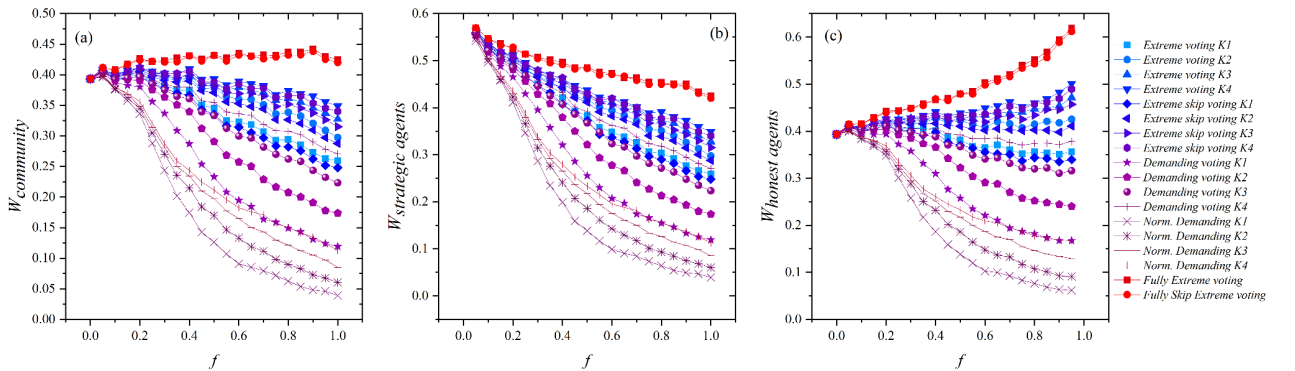 (a)
0.50
0.45
0.40
0.35
0.30
0.25
0.20
0.15
0.10
0.05
0.00
W_community
0.0 0.2 0.4 0.6 0.8 1.0
f
(b)
0.6
0.5
0.4
0.3
0.2
0.1
0.0
W_strategic agents
0.0 0.2 0.4 0.6 0.8 1.0
f
(c)
0.6
0.4
0.2
0.0
W_honest agents
0.0 0.2 0.4 0.6 0.8 1.0
f
Extreme voting K1
Extreme voting K2
Extreme voting K3
Extreme voting K4
Extreme skip voting K1
Extreme skip voting K2
Extreme skip voting K3
Extreme skip voting K4
Demanding voting K1
Demanding voting K2
Demanding voting K3
Demanding voting K4
Norm. Demanding K1
Norm. Demanding K2
Norm. Demanding K3
Norm. Demanding K4
Fully Extreme voting
Fully Skip Extreme voting